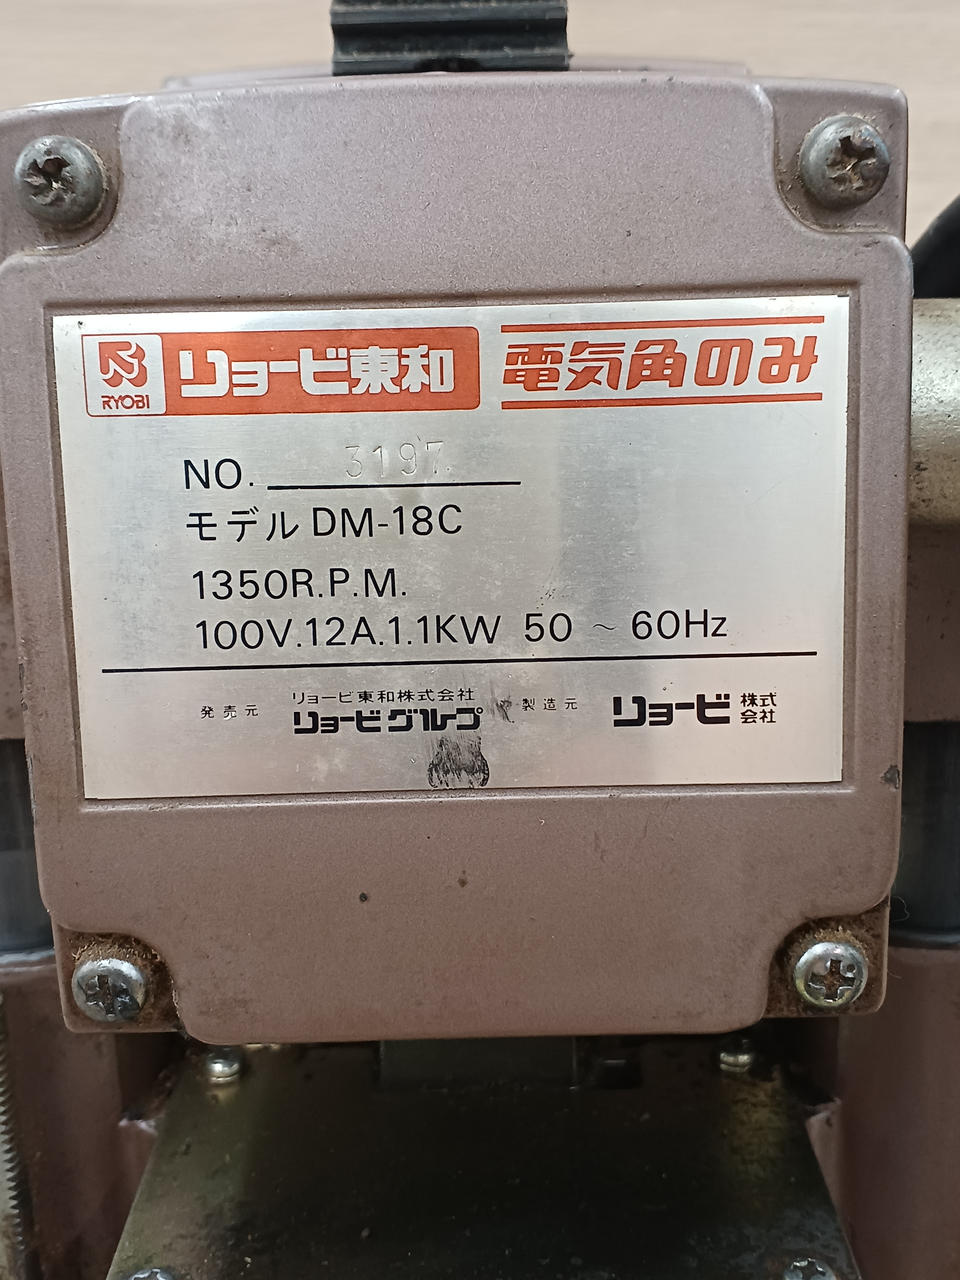 RYOBI リョービ東和 電気角のみ
NO. 3197
モデル DM-18C
1350R.P.M.
100V.12A.1.1KW 50 ~ 60Hz
発売元 リョービ東和株式会社 リョービグループ
製造元 リョービ 株式会社